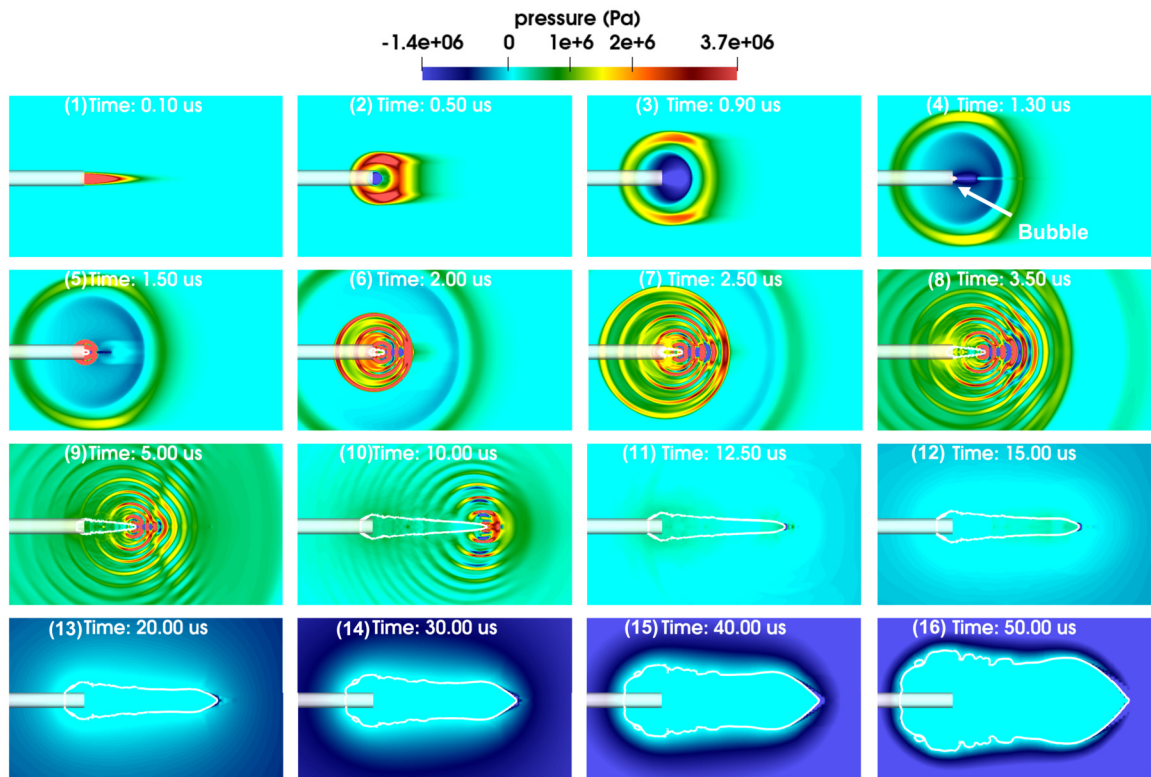 pressure (Pa)
-1.4e+06 0 1e+6 2e+6 3.7e+06
(1)Time: 0.10 us
(2) Time: 0.50 us
(3) Time: 0.90 us
(4) Time: 1.30 us
Bubble
(5)Time: 1.50 us
(6) Time: 2.00 us
(7) Time: 2.50 us
(8) Time: 3.50 us
(9)Time: 5.00 us
(10) Time: 10.00 us
(11) Time: 12.50 us
(12) Time: 15.00 us
(13)Time: 20.00 us
(14) Time: 30.00 us
(15) Time: 40.00 us
(16) Time: 50.00 us